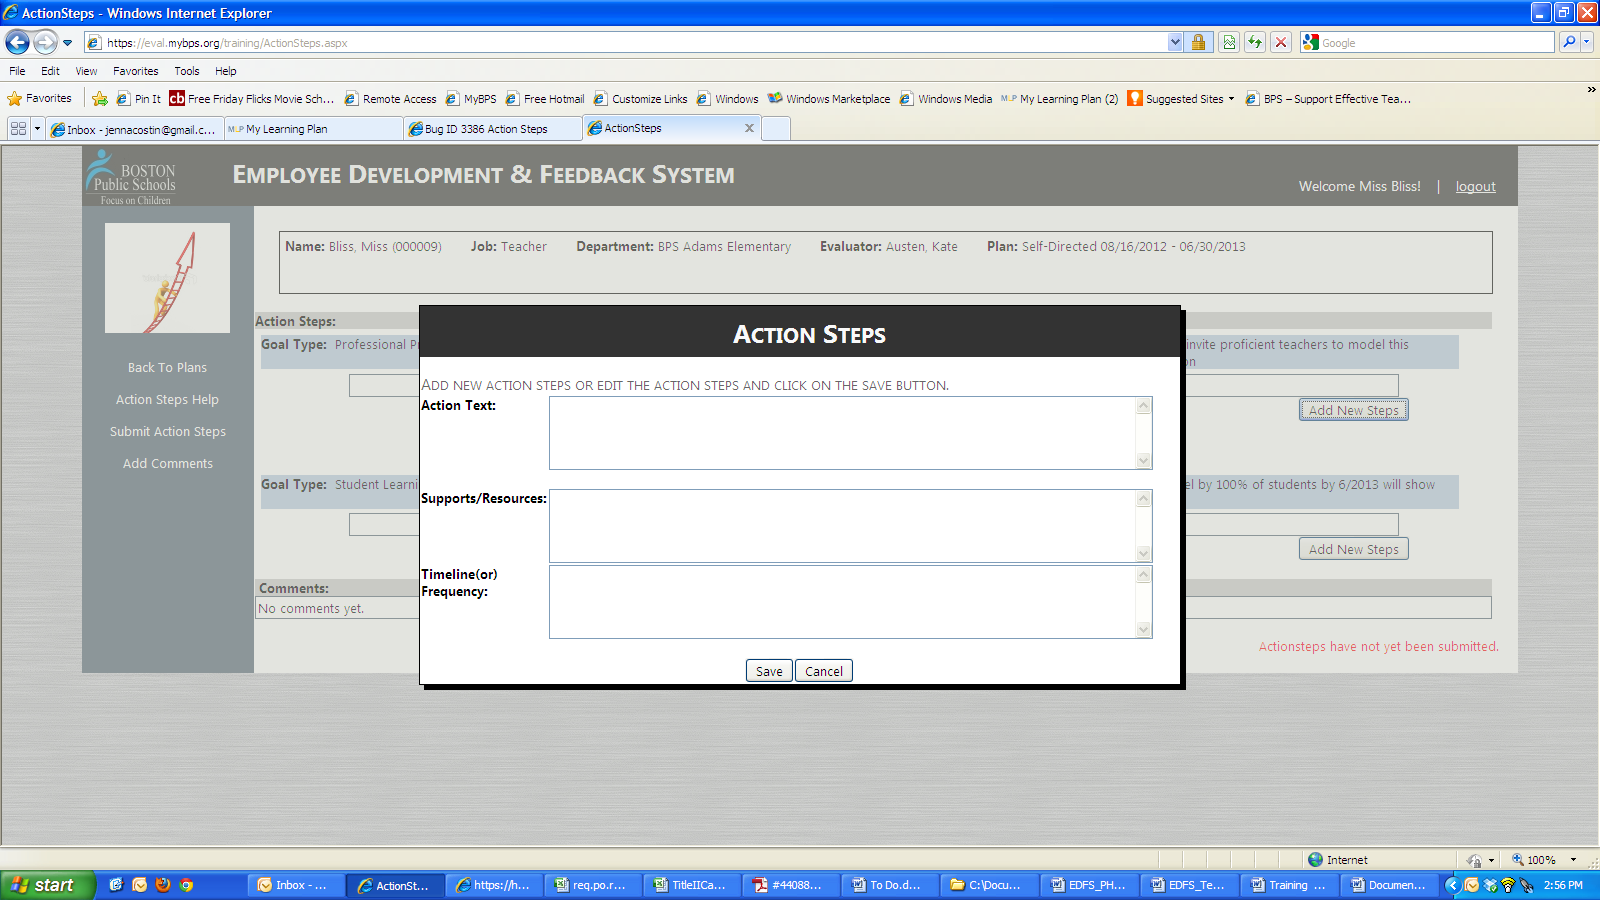 ActionSteps - Windows Internet Explorer
https://eval.mybps.org/training/ActionSteps.aspx
Google
File Edit View Favorites Tools Help
Favorites Pin It Free Friday Flicks Movie Sch... Remote Access MyBPS Free Hotmail Customize Links Windows Windows Marketplace Windows Media My Learning Plan (2) Suggested Sites BPS – Support Effective Tea...
Inbox - jennacostin@gmail.c... My Learning Plan Bug ID 3386 Action Steps ActionSteps
BOSTON
Public Schools
Focus on Children
Employee Development & Feedback System
Welcome Miss Bliss! | logout
Name: Bliss, Miss (000009) Job: Teacher Department: BPS Adams Elementary Evaluator: Austen, Kate Plan: Self-Directed 08/16/2012 - 06/30/2013
Back To Plans
Action Steps Help
Submit Action Steps
Add Comments
Action Steps:
Goal Type: Professional P
invite proficient teachers to model this
on
Add New Steps
Goal Type: Student Learni
el by 100% of students by 6/2013 will show
Add New Steps
Comments:
No comments yet.
Actionsteps have not yet been submitted.
Action Steps
Add new action steps or edit the action steps and click on the save button.
Action Text:
Supports/Resources:
Timeline(or)
Frequency:
Save Cancel
Internet 100%
start Inbox - ... ActionSt... https://h... req.po.r... TitleIICa... #44088... To Do.d... C:\Docu... EDFS_PH... EDFS_Te... Training ... Documen... 2:56 PM